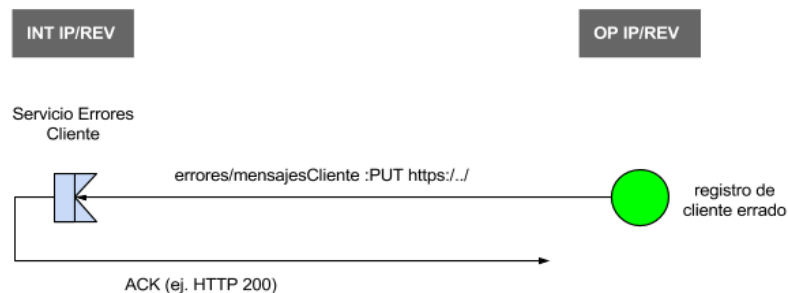 INT IP/REV
OP IP/REV
Servicio Errores
Cliente
errores/mensajesCliente :PUT https:/../
registro de
cliente errado
ACK (ej. HTTP 200)